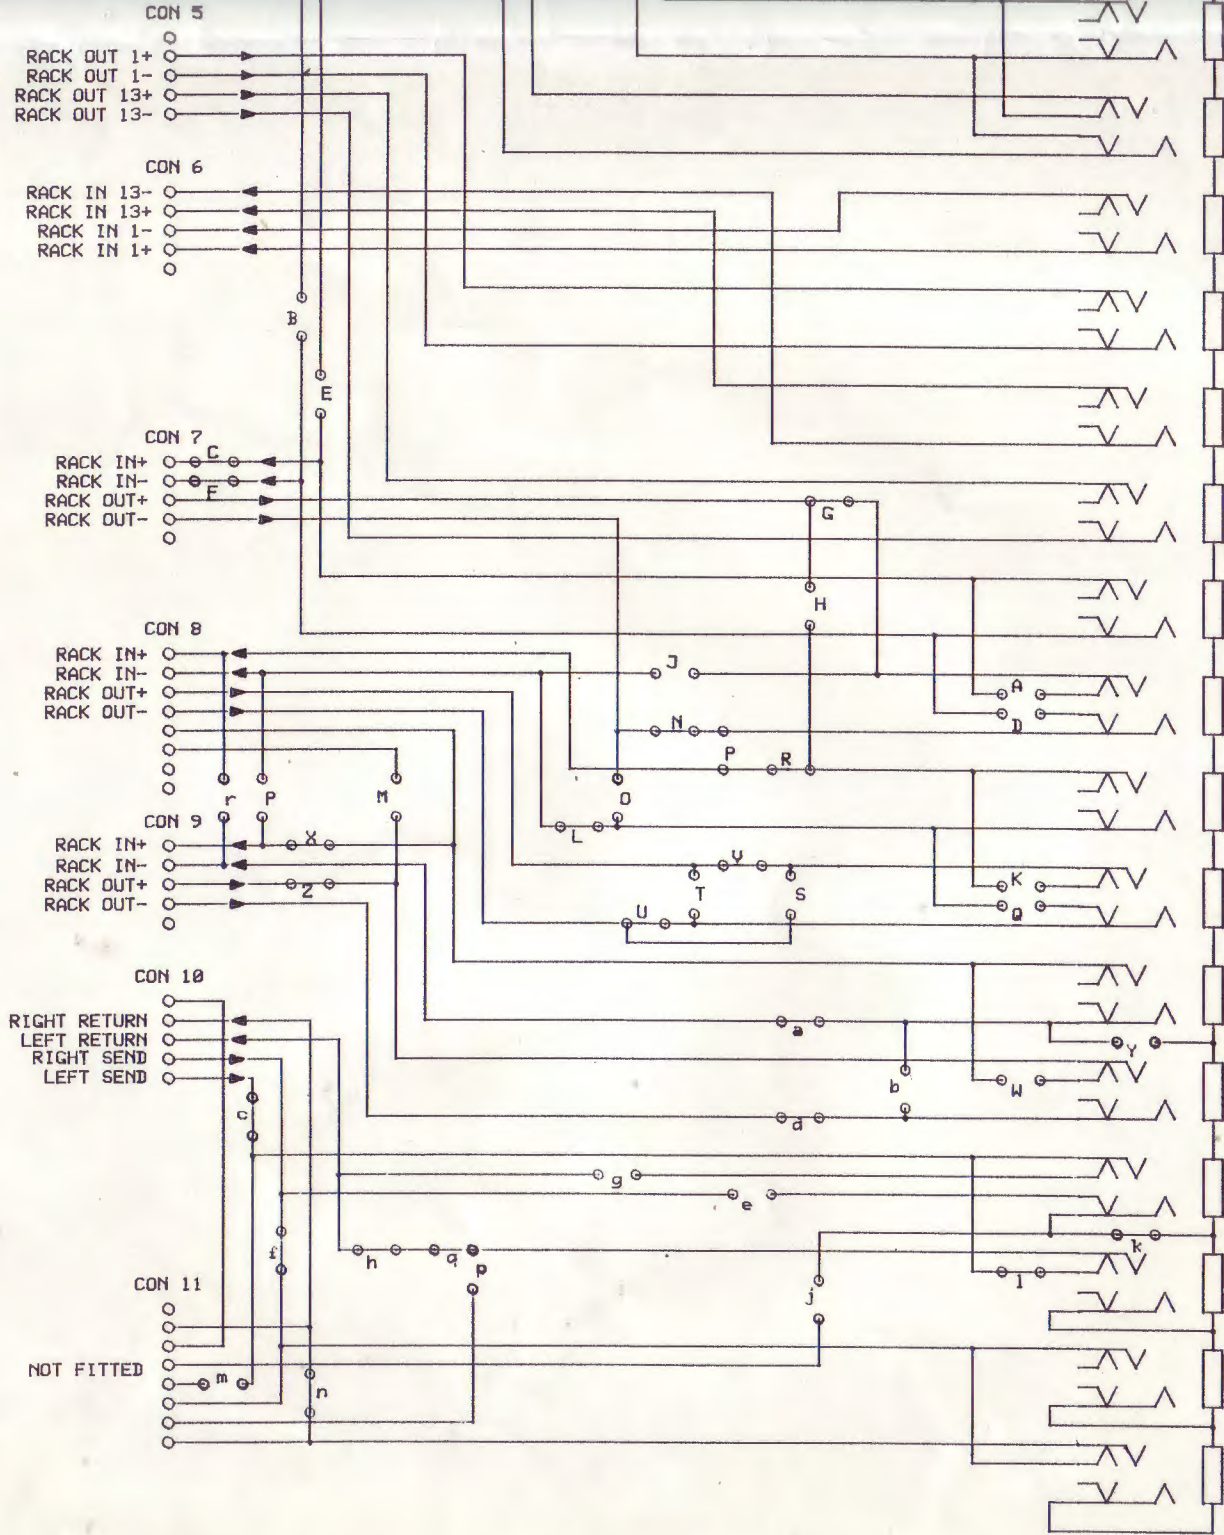 CON 5
RACK OUT 1+
RACK OUT 1-
RACK OUT 13+
RACK OUT 13-
CON 6
RACK IN 13-
RACK IN 13+
RACK IN 1-
RACK IN 1+
B
E
CON 7
C
RACK IN+
RACK IN-
F
RACK OUT+
G
RACK OUT-
H
CON 8
RACK IN+
J
RACK IN-
A
RACK OUT+
RACK OUT-
N
D
P
R
r
P
M
O
CON 9
L
X
RACK IN+
V
RACK IN-
K
RACK OUT+
Z
T
S
RACK OUT-
U
Q
CON 10
RIGHT RETURN
a
LEFT RETURN
Y
RIGHT SEND
LEFT SEND
b
W
c
d
g
e
f
k
h
q
p
l
CON 11
j
NOT FITTED
m
n